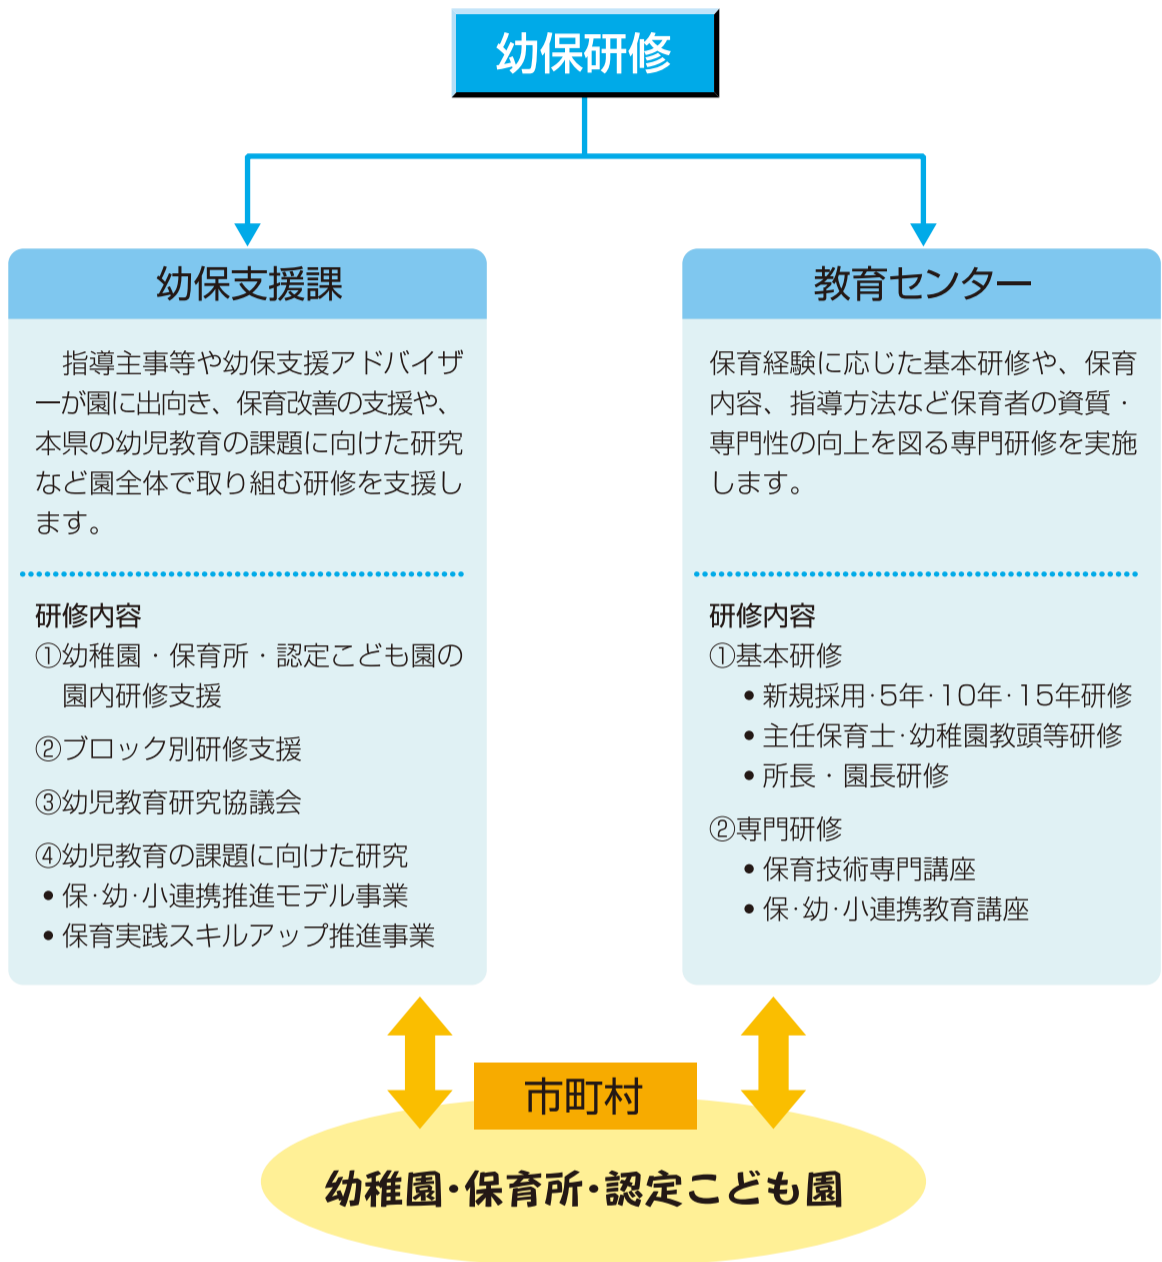 幼保研修
幼保支援課
指導主事等や幼保支援アドバイザ
ーが園に出向き、保育改善の支援や、
本県の幼児教育の課題に向けた研究
など園全体で取り組む研修を支援し
ます。
研修内容
①幼稚園・保育所・認定こども園の
園内研修支援
②ブロック別研修支援
③幼児教育研究協議会
④幼児教育の課題に向けた研究
•保･幼･小連携推進モデル事業
•保育実践スキルアップ推進事業
教育センター
保育経験に応じた基本研修や、保育
内容、指導方法など保育者の資質・
専門性の向上を図る専門研修を実施
します。
研修内容
①基本研修
•新規採用･5年･10年･15年研修
•主任保育士･幼稚園教頭等研修
•所長・園長研修
②専門研修
•保育技術専門講座
•保･幼･小連携教育講座
市町村
幼稚園･保育所･認定こども園